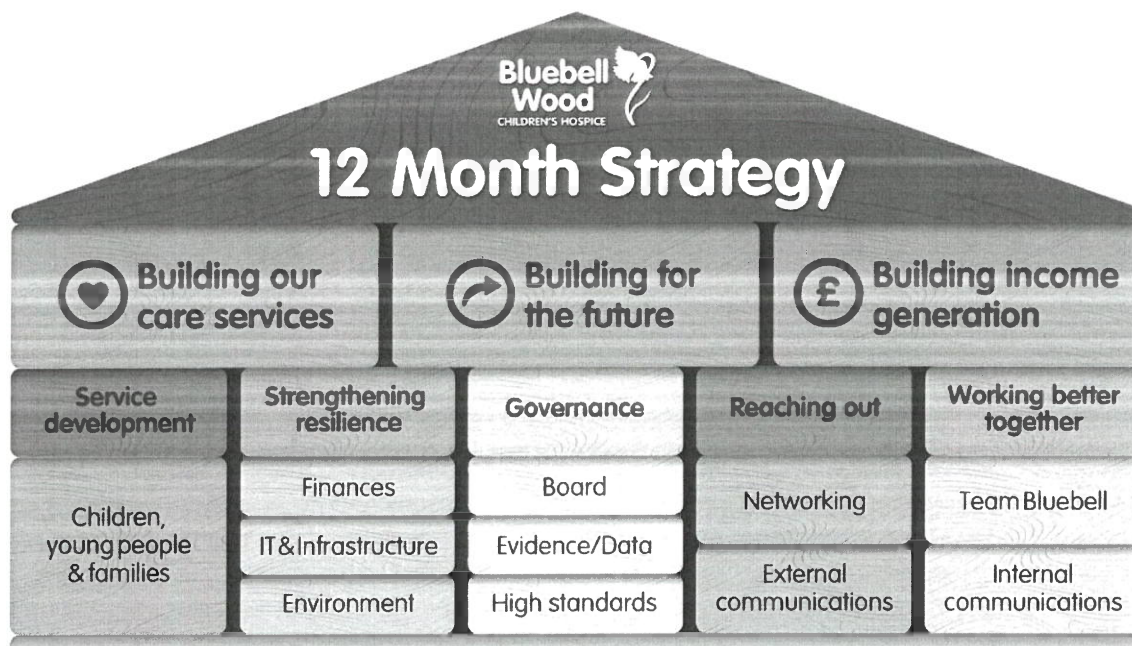 Bluebell
Wood
CHILDREN'S HOSPICE
12 Month Strategy
Building our
care services
Building for
the future
£
Building income
generation
Service
development
Strengthening
resilience
Governance
Reaching out
Working better
together
Children,
young people
& families
Finances
IT & Infrastructure
Environment
Board
Evidence/Data
High standards
Networking
External
communications
Team Bluebell
Internal
communications